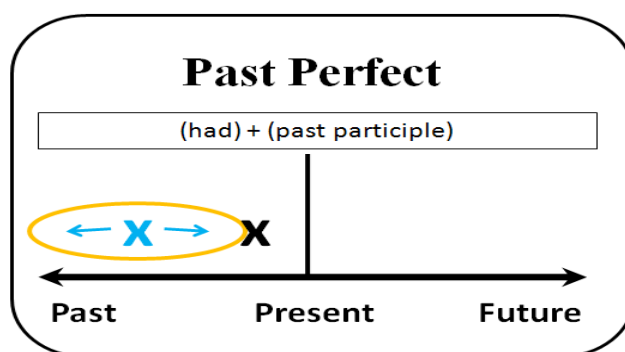 Past Perfect
(had) + (past participle)
X X
Past Present Future